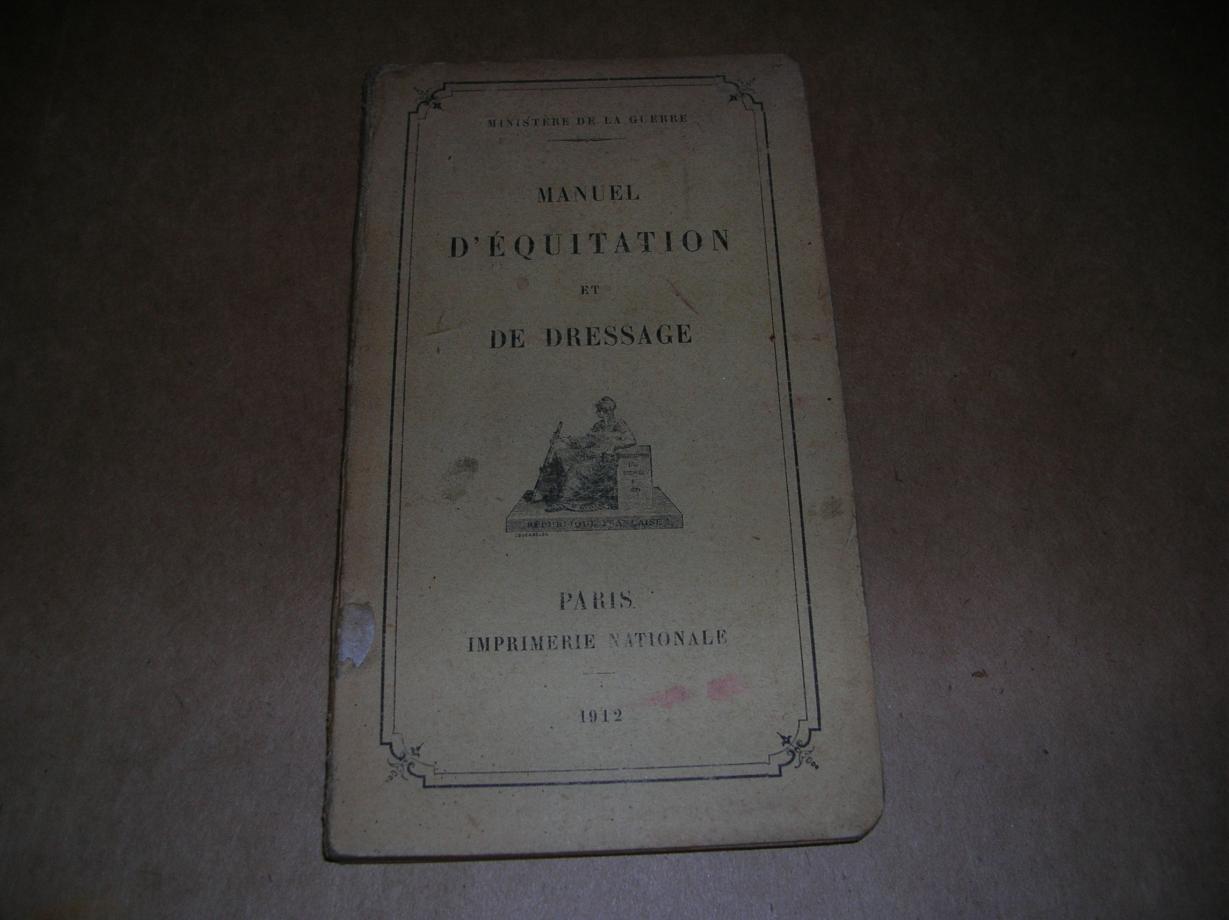 MINISTÈRE DE LA GUERRE
MANUEL
D'ÉQUITATION
ET
DE DRESSAGE
RÉPUBLIQUE FRANÇAISE
PARIS
IMPRIMERIE NATIONALE
1912